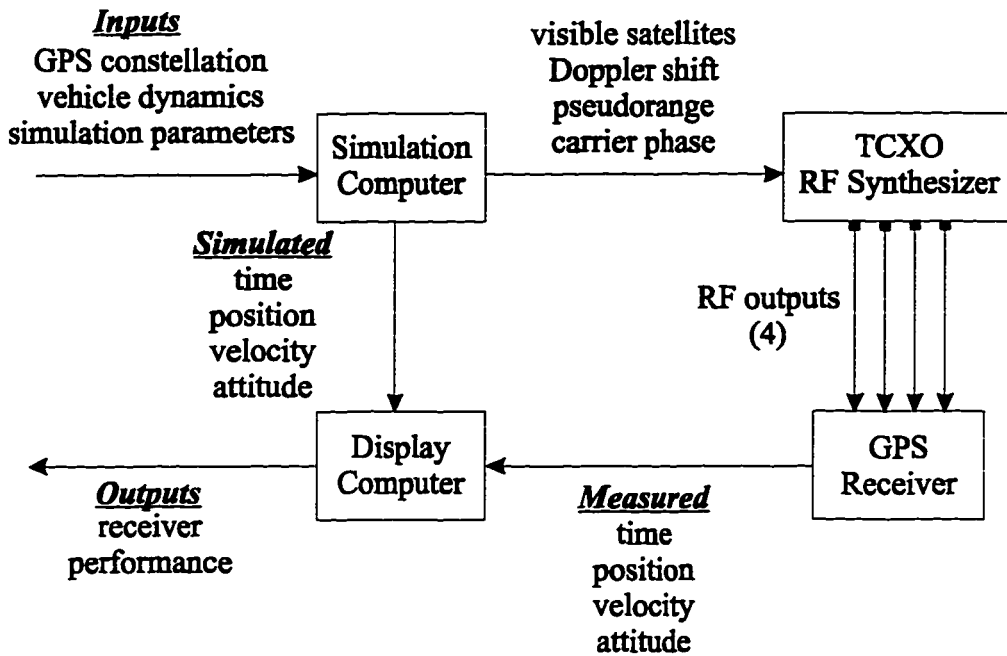 Inputs
GPS constellation
vehicle dynamics
simulation parameters
Simulation
Computer
visible satellites
Doppler shift
pseudorange
carrier phase
TCXO
RF Synthesizer
Simulated
time
position
velocity
attitude
RF outputs
(4)
Display
Computer
GPS
Receiver
Outputs
receiver
performance
Measured
time
position
velocity
attitude